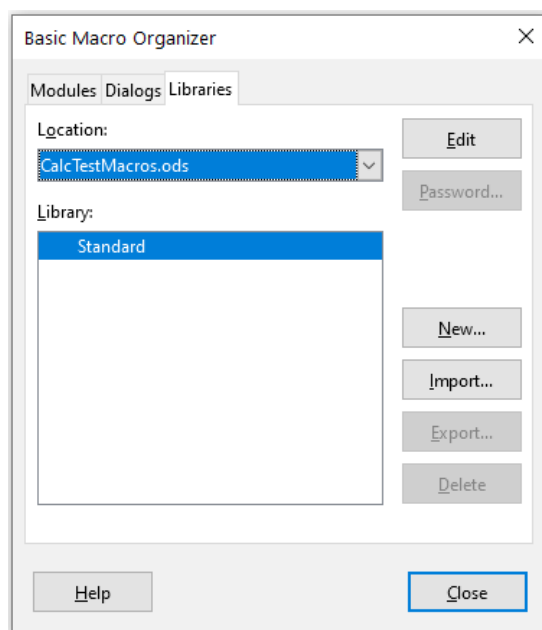 Basic Macro Organizer
Modules Dialogs Libraries
Location:
Edit
CalcTestMacros.ods
Password...
Library:
Standard
New...
Import...
Export...
Delete
Help
Close